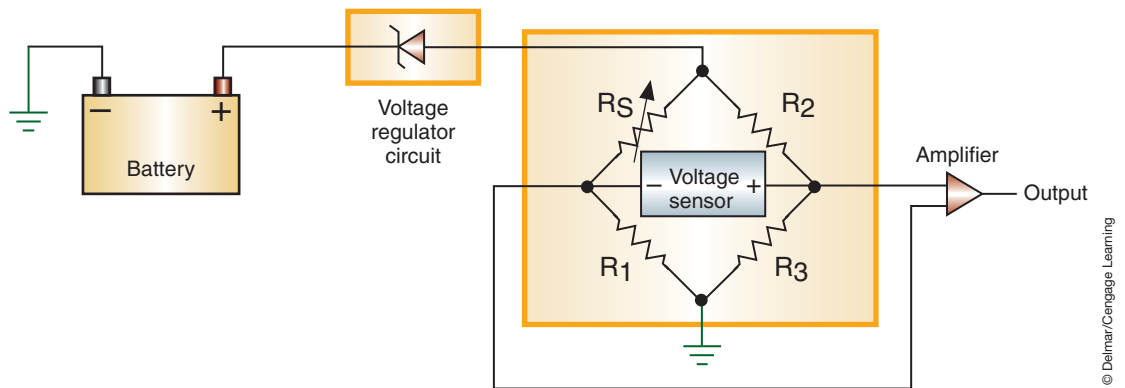 − +
Battery
Voltage
regulator
circuit
RS
R2
− Voltage +
sensor
R1
R3
Amplifier
Output
© Delmar/Cengage Learning